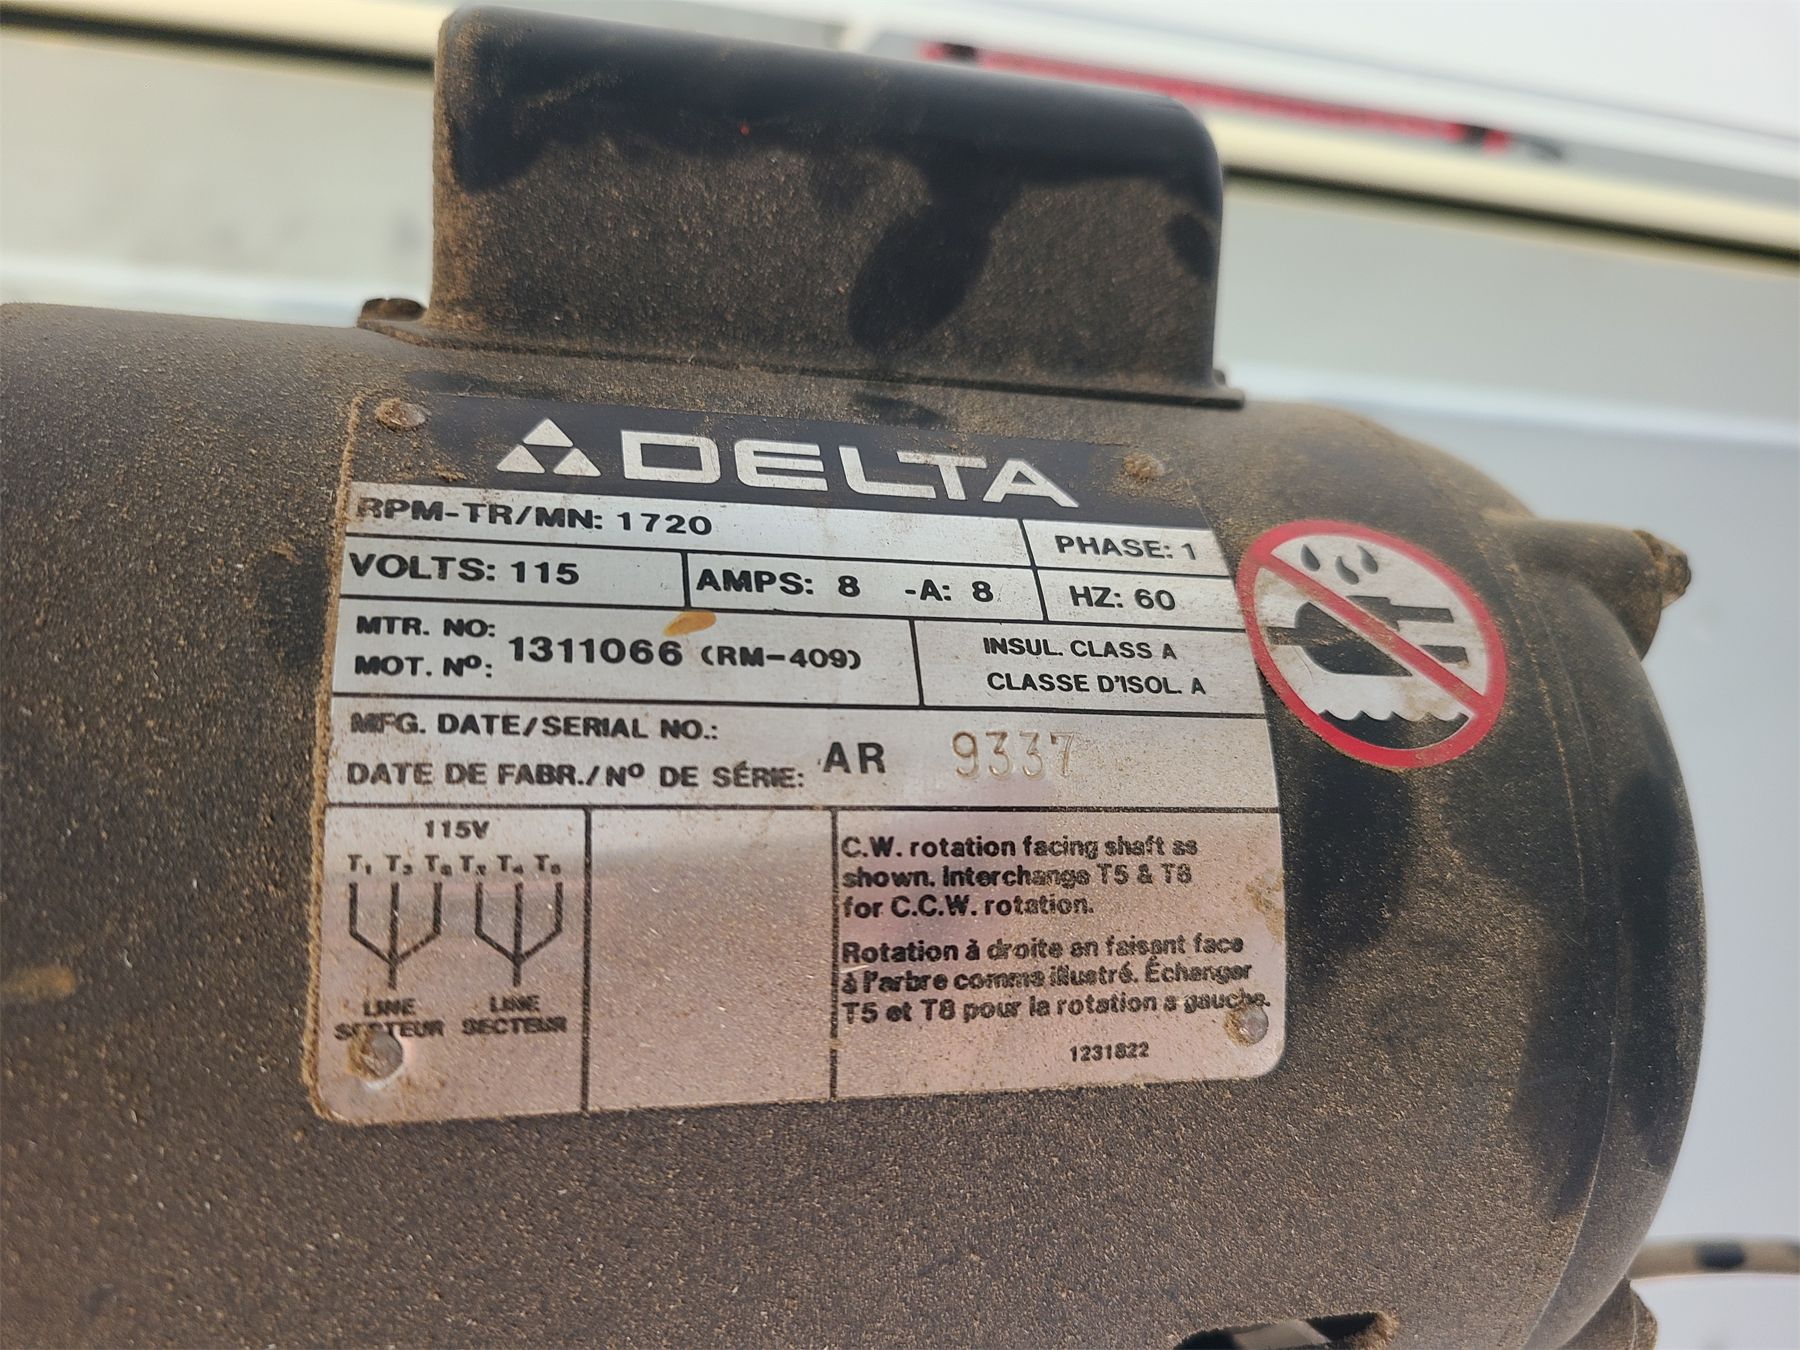 DELTA
RPM-TR/MN: 1720
PHASE: 1
VOLTS: 115
AMPS: 8 -A: 8
HZ: 60
MTR. NO:
MOT. Nº:
1311066 (RM-409)
INSUL. CLASS A
CLASSE D'ISOL. A
MFG. DATE/SERIAL NO.:
DATE DE FABR./Nº DE SÉRIE:
AR 9337
115V
LINE LINE
SECTEUR SECTEUR
C.W. rotation facing shaft as
shown. Interchange T5 & T8
for C.C.W. rotation.
Rotation à droite en faisant face
à l'arbre comme illustré. Échanger
T5 et T8 pour la rotation a gauche.
1231822